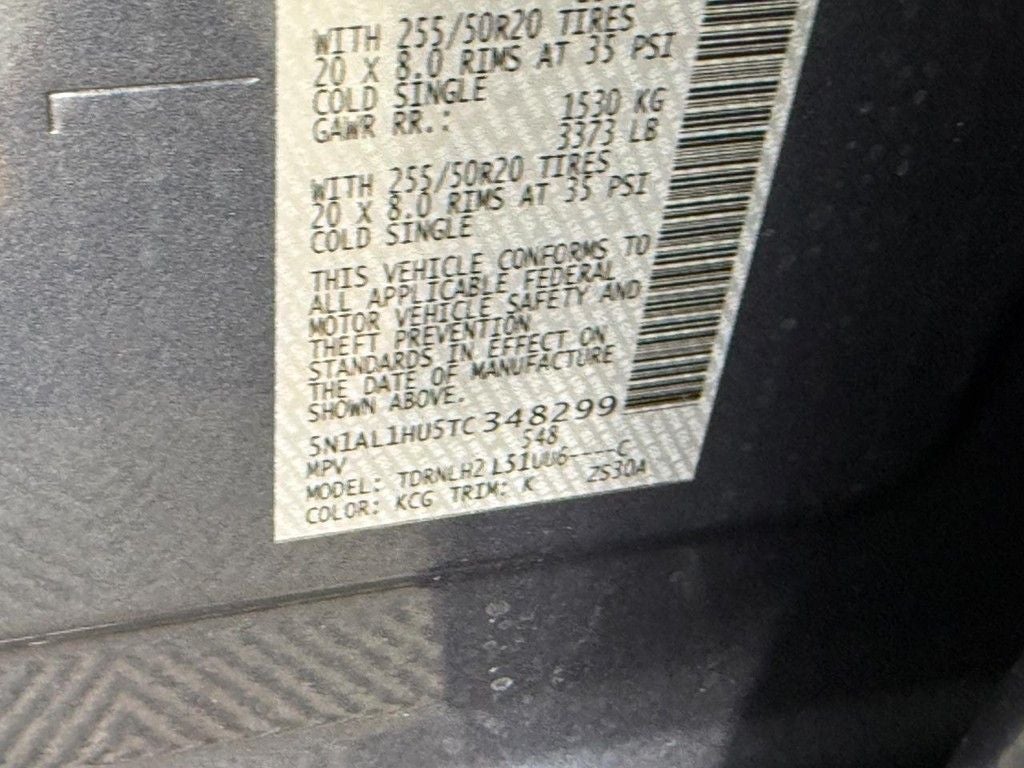 WITH 255/50R20 TIRES
20 X 8.0 RIMS AT 35 PSI
COLD SINGLE
GAWR RR.: 1530 KG
3373 LB
WITH 255/50R20 TIRES
20 X 8.0 RIMS AT 35 PSI
COLD SINGLE
THIS VEHICLE CONFORMS TO
ALL APPLICABLE FEDERAL
MOTOR VEHICLE SAFETY AND
THEFT PREVENTION
STANDARDS IN EFFECT ON
THE DATE OF MANUFACTURE
SHOWN ABOVE.
5N1AL1HU5TC348299
MPV 548
MODEL: TDRNLH2 L51UU6----C
COLOR: KCG TRIM: K 2S30A